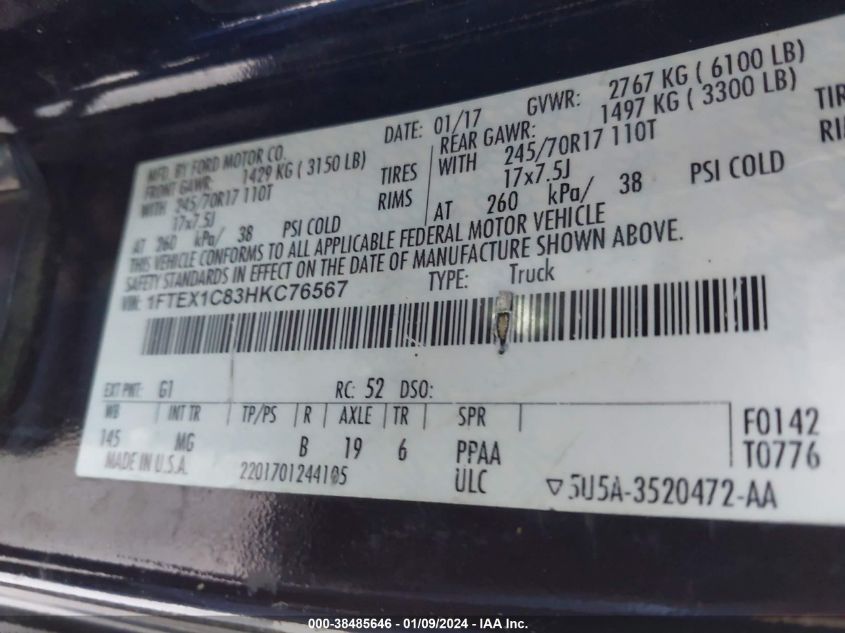 MFD. BY FORD MOTOR CO. DATE: 01/17 GVWR: 2767 KG ( 6100 LB)
FRONT GAWR: 1429 KG ( 3150 LB) REAR GAWR: 1497 KG ( 3300 LB)
WITH 245/70R17 110T TIRES WITH 245/70R17 110T TIR
17x7.5J RIMS 17x7.5J RI
AT 260 kPa/ 38 PSI COLD AT 260 kPa/ 38 PSI COLD
THIS VEHICLE CONFORMS TO ALL APPLICABLE FEDERAL MOTOR VEHICLE
SAFETY STANDARDS IN EFFECT ON THE DATE OF MANUFACTURE SHOWN ABOVE.
VIN: 1FTEX1C83HKC76567 TYPE: Truck
EXT PNT: G1 RC: 52 DSO:
WB INT TR TP/PS R AXLE TR SPR F0142
145 MG B 19 6 PPAA T0776
MADE IN U.S.A. 2201701244105 ULC 5U5A-3520472-AA
000-38485646 - 01/09/2024 - IAA Inc.